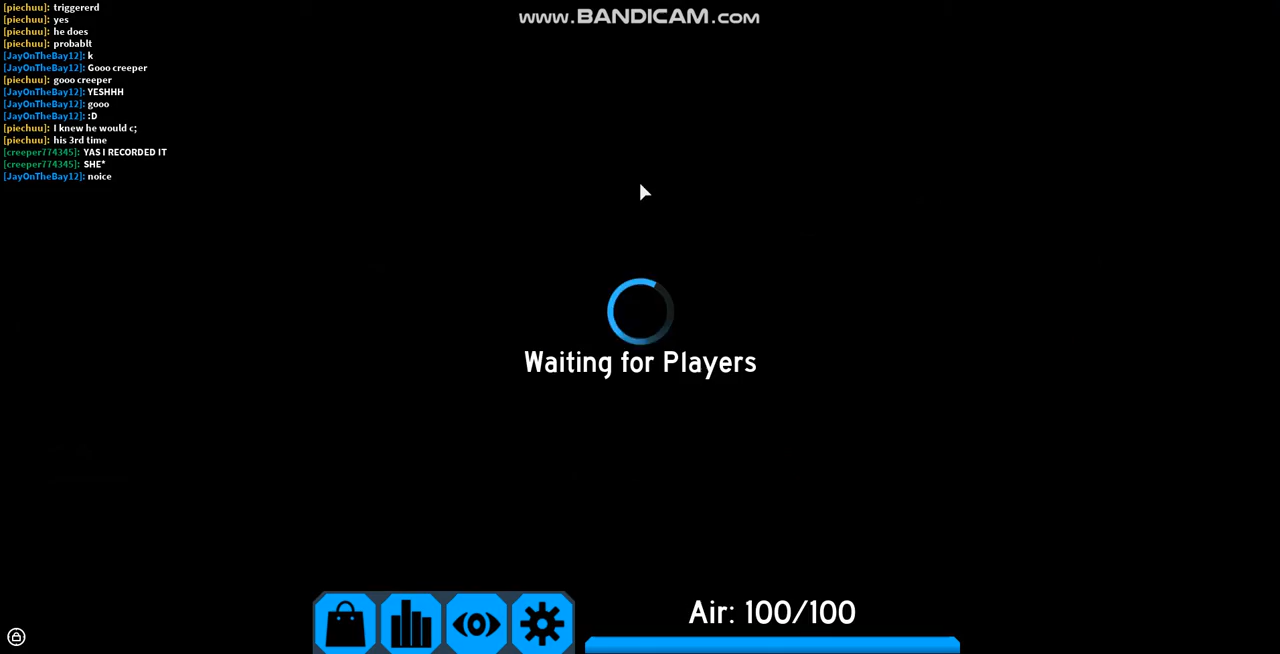 [piechuu]: triggererd
[piechuu]: yes
[piechuu]: he does
[piechuu]: probablt
[JayOnTheBay12]: k
[JayOnTheBay12]: Gooo creeper
[piechuu]: gooo creeper
[JayOnTheBay12]: YESHHH
[JayOnTheBay12]: gooo
[JayOnTheBay12]: :D
[piechuu]: I knew he would c;
[piechuu]: his 3rd time
[creeper774345]: YAS I RECORDED IT
[creeper774345]: SHE*
[JayOnTheBay12]: noice
www.BANDICAM.com
Waiting for Players
Air: 100/100